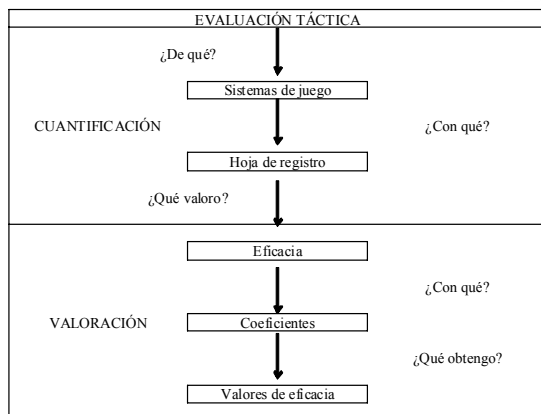 EVALUACIÓN TÁCTICA
¿De qué?
Sistemas de juego
CUANTIFICACIÓN
¿Con qué?
Hoja de registro
¿Qué valoro?
Eficacia
¿Con qué?
VALORACIÓN
Coeficientes
¿Qué obtengo?
Valores de eficacia